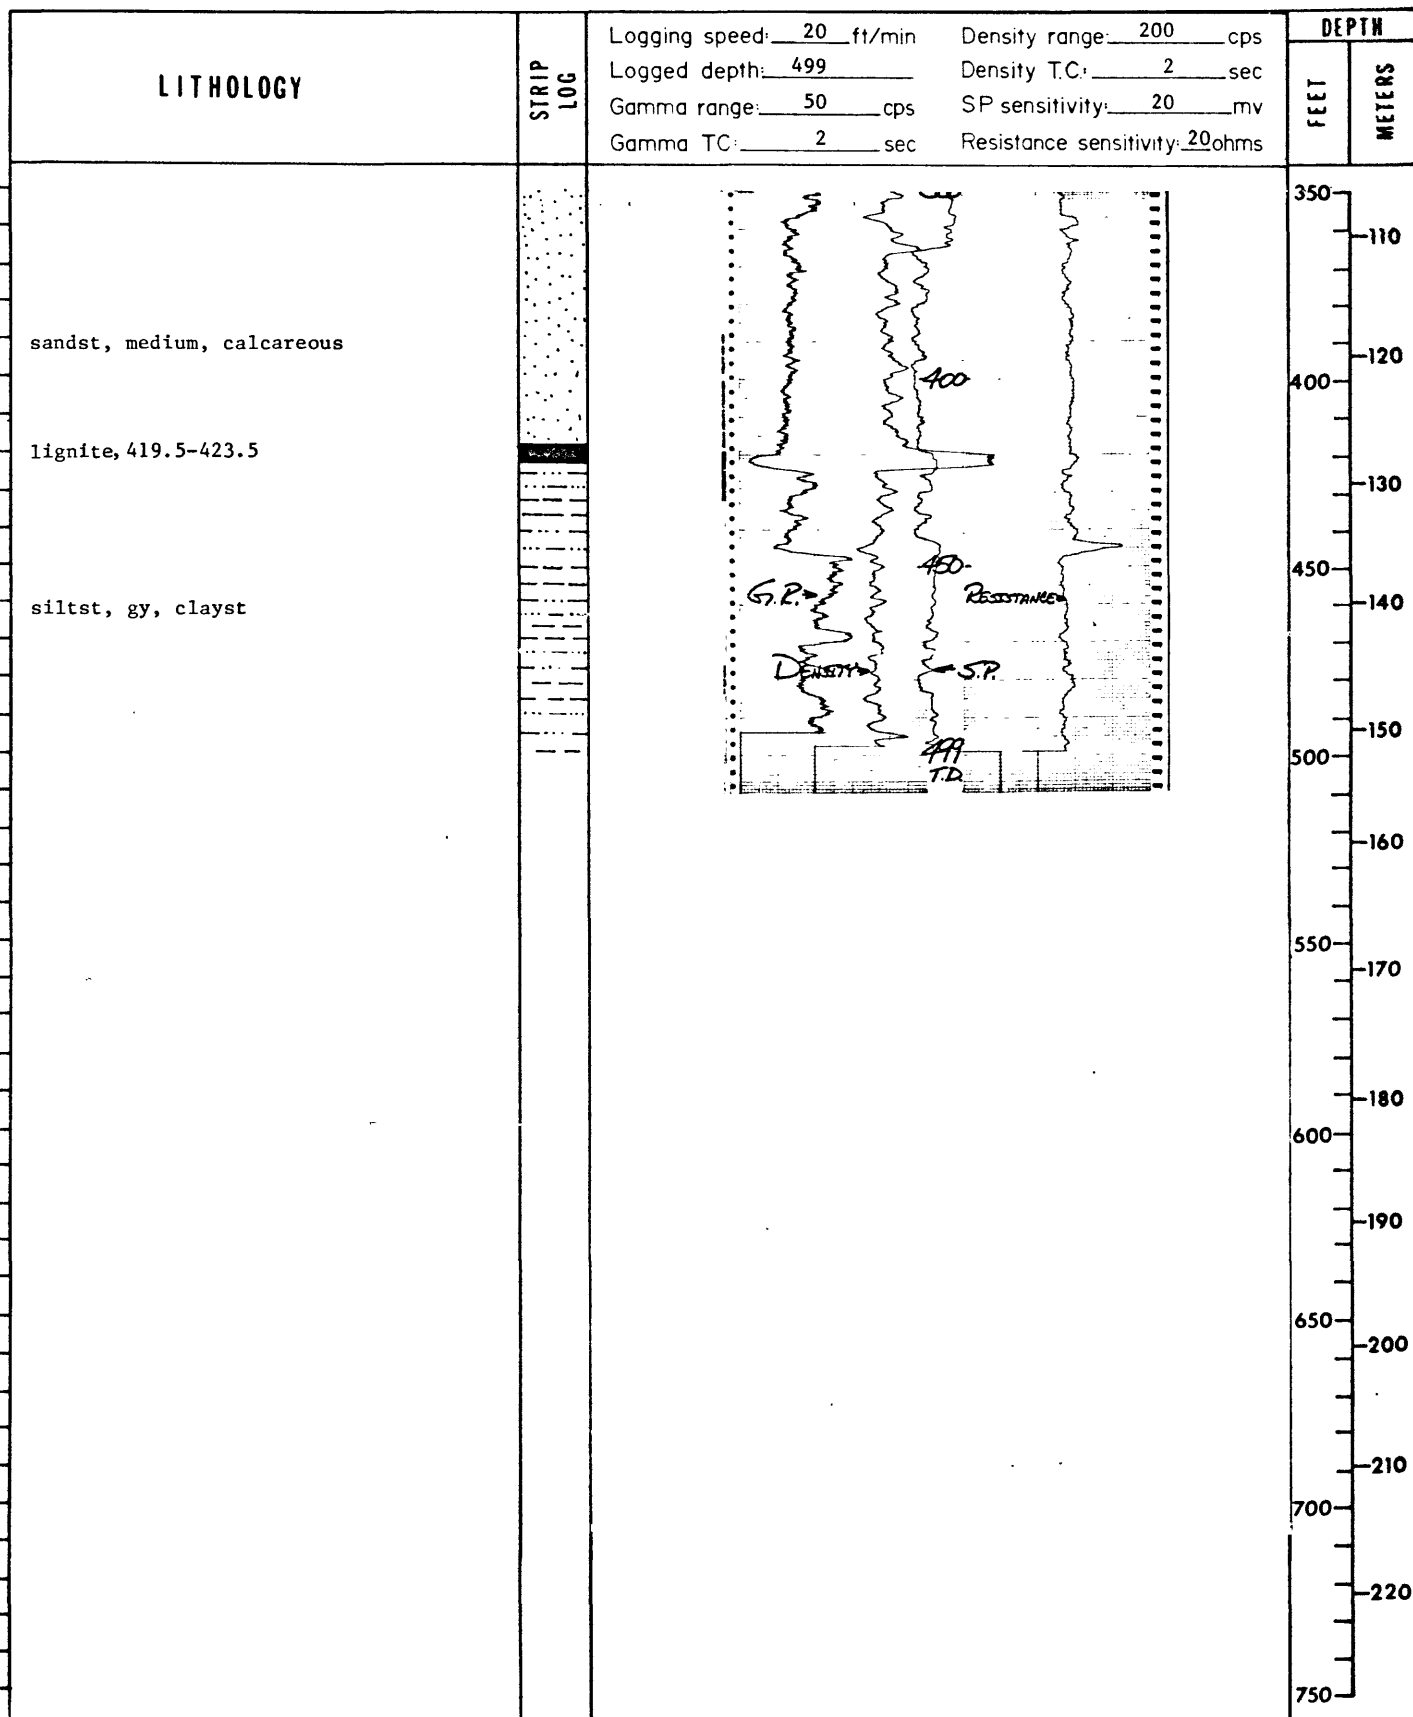 LITHOLOGY
STRIP LOG
Logging speed: 20 ft/min
Logged depth: 499
Gamma range: 50 cps
Gamma TC: 2 sec
Density range: 200 cps
Density T.C.: 2 sec
SP sensitivity: 20 mv
Resistance sensitivity: 20 ohms
DEPTH
FEET
METERS
sandst, medium, calcareous
lignite, 419.5-423.5
siltst, gy, clayst
400
450
G.R.
RESISTANCE
DENSITY
S.P.
499
T.D.
350
400
450
500
550
600
650
700
750
110
120
130
140
150
160
170
180
190
200
210
220